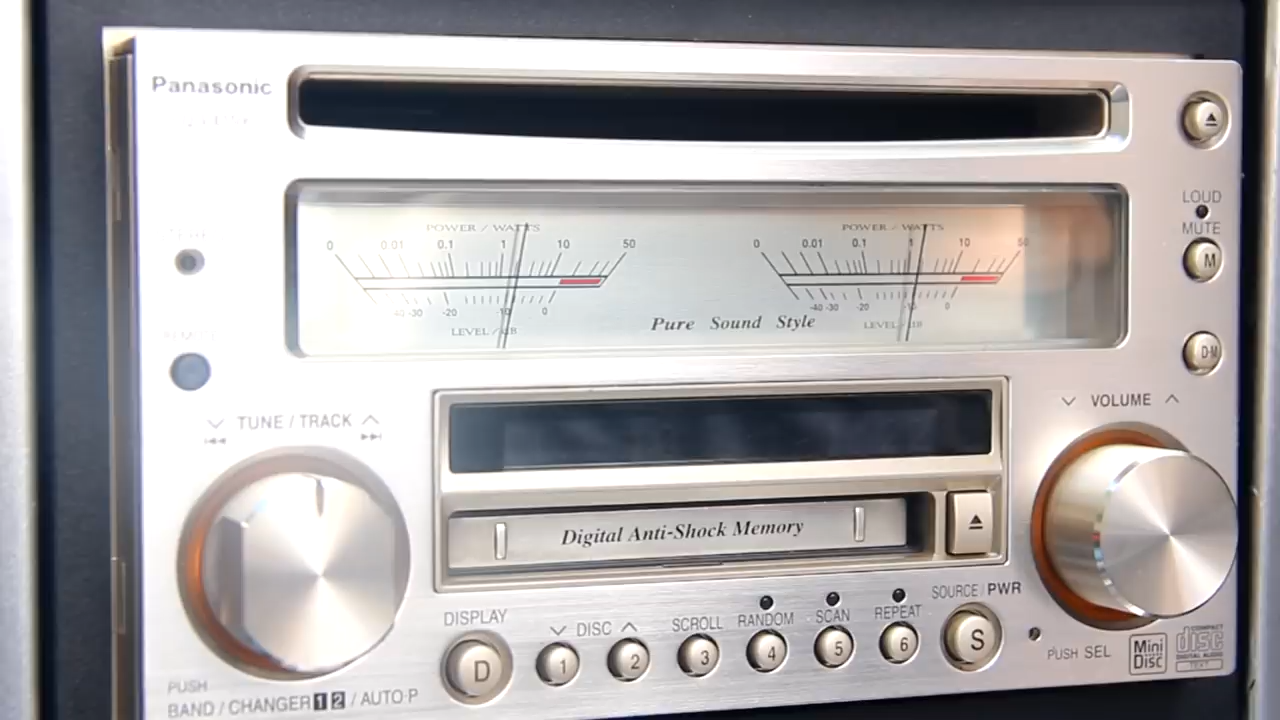 Panasonic
POWER / WATTS
0 0.01 0.1 1 10 50
-40 -30 -20 -10 0
LEVEL / dB
POWER / WATTS
0 0.01 0.1 1 10 50
-40 -30 -20 -10 0
LEVEL / dB
Pure Sound Style
LOUD
MUTE
M
D·M
TUNE / TRACK
VOLUME
Digital Anti-Shock Memory
DISPLAY
D
DISC
1
2
SCROLL
3
RANDOM
4
SCAN
5
REPEAT
6
SOURCE / PWR
S
PUSH SEL
Mini
Disc
COMPACT
disc
DIGITAL AUDIO
TEXT
PUSH
BAND / CHANGER 1 2 / AUTO·P